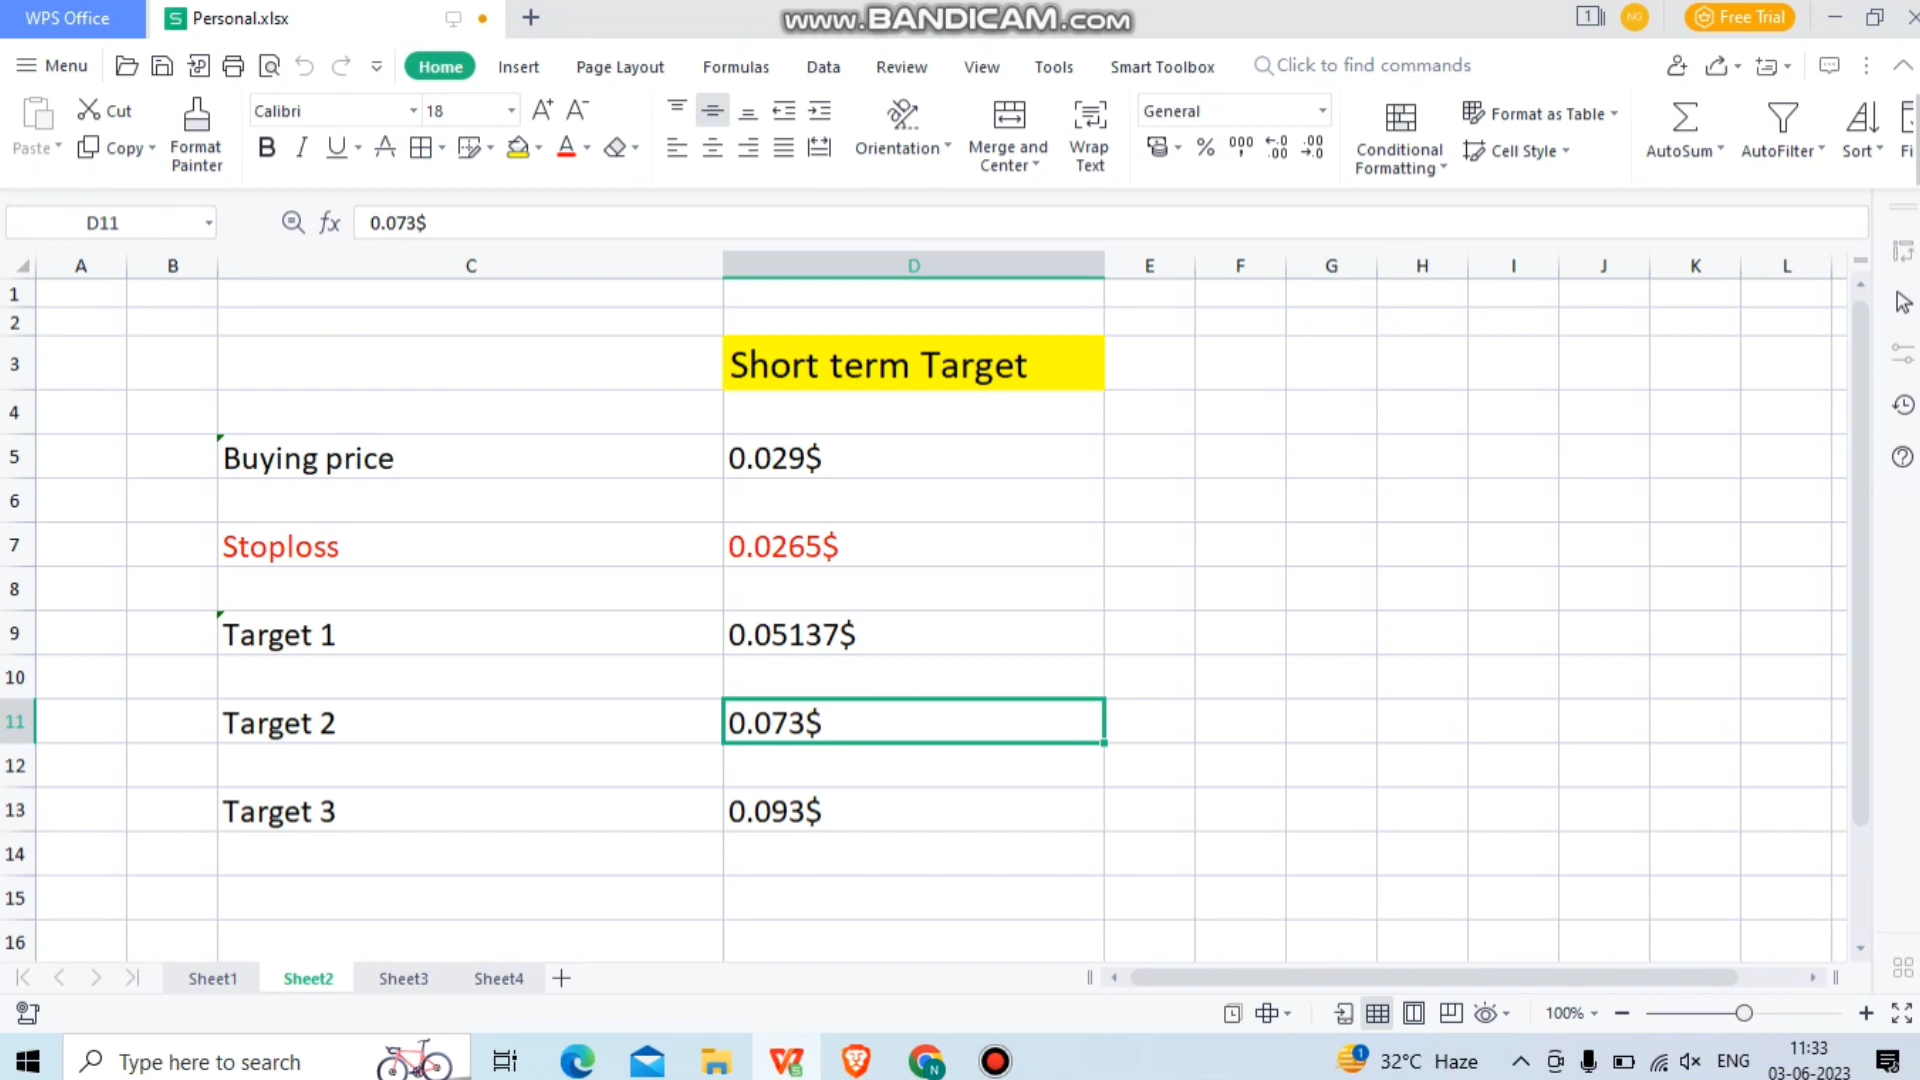 WPS Office
Personal.xlsx
www.BANDICAM.com
NG
Free Trial
Menu
Home
Insert
Page Layout
Formulas
Data
Review
View
Tools
Smart Toolbox
Click to find commands
Paste
Cut
Copy
Format
Painter
Calibri
18
Orientation
Merge and
Center
Wrap
Text
General
Conditional
Formatting
Format as Table
Cell Style
AutoSum
AutoFilter
Sort
Fi
D11
fx
0.073$
A B C D E F G H I J K L
1
2
3 Short term Target
4
5 Buying price 0.029$
6
7 Stoploss 0.0265$
8
9 Target 1 0.05137$
10
11 Target 2 0.073$
12
13 Target 3 0.093$
14
15
16
Sheet1 Sheet2 Sheet3 Sheet4
100%
Type here to search
32°C Haze
ENG
11:33
03-06-2023